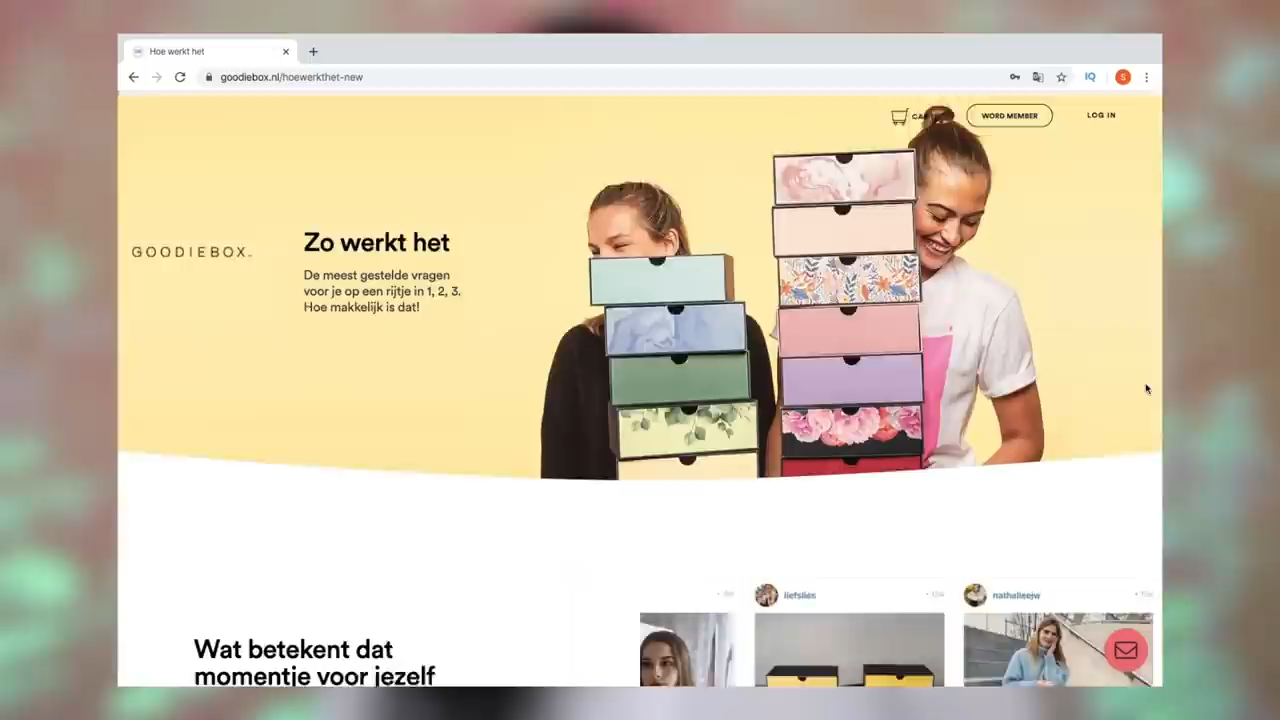 Hoe werkt het
goodiebox.nl/hoewerkthet-new
IQ
S
WORD MEMBER
LOG IN
GOODIEBOX
Zo werkt het
De meest gestelde vragen
voor je op een rijtje in 1, 2, 3.
Hoe makkelijk is dat!
liefslies
nathalieejw
Wat betekent dat
momentje voor jezelf